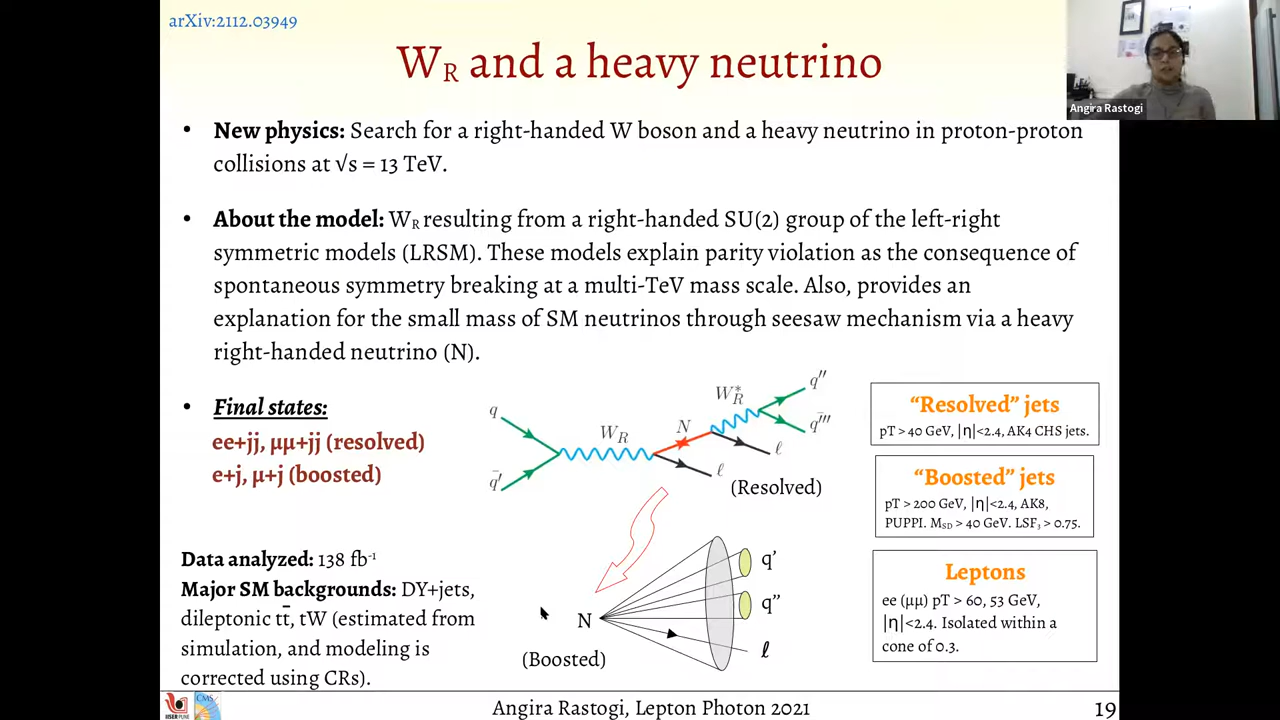 arXiv:2112.03949
W_R and a heavy neutrino
Angira Rastogi
• New physics: Search for a right-handed W boson and a heavy neutrino in proton-proton
collisions at √s = 13 TeV.
• About the model: W_R resulting from a right-handed SU(2) group of the left-right
symmetric models (LRSM). These models explain parity violation as the consequence of
spontaneous symmetry breaking at a multi-TeV mass scale. Also, provides an
explanation for the small mass of SM neutrinos through seesaw mechanism via a heavy
right-handed neutrino (N).
• Final states:
ee+jj, μμ+jj (resolved)
e+j, μ+j (boosted)
Data analyzed: 138 fb⁻¹
Major SM backgrounds: DY+jets,
dileptonic tt̅, tW (estimated from
simulation, and modeling is
corrected using CRs).
q
q̄′
W_R
N
W_R^*
q″
q̄‴
ℓ
ℓ
(Resolved)
N
q’
q”
ℓ
(Boosted)
“Resolved” jets
pT > 40 GeV, |η|<2.4, AK4 CHS jets.
“Boosted” jets
pT > 200 GeV, |η|<2.4, AK8,
PUPPI. M_SD > 40 GeV. LSF₃ > 0.75.
Leptons
ee (μμ) pT > 60, 53 GeV,
|η|<2.4. Isolated within a
cone of 0.3.
IISER PUNE
CMS
Angira Rastogi, Lepton Photon 2021
19